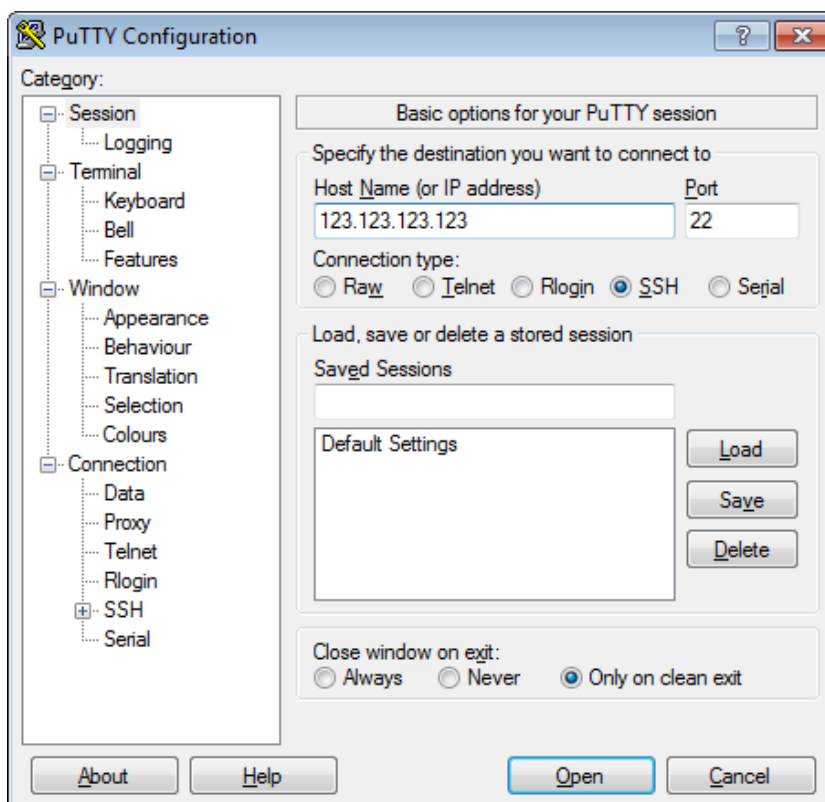 PuTTY Configuration
Category:
Session
Logging
Terminal
Keyboard
Bell
Features
Window
Appearance
Behaviour
Translation
Selection
Colours
Connection
Data
Proxy
Telnet
Rlogin
SSH
Serial
Basic options for your PuTTY session
Specify the destination you want to connect to
Host Name (or IP address) Port
123.123.123.123 22
Connection type:
Raw Telnet Rlogin SSH Serial
Load, save or delete a stored session
Saved Sessions
Default Settings
Load
Save
Delete
Close window on exit:
Always Never Only on clean exit
About Help Open Cancel